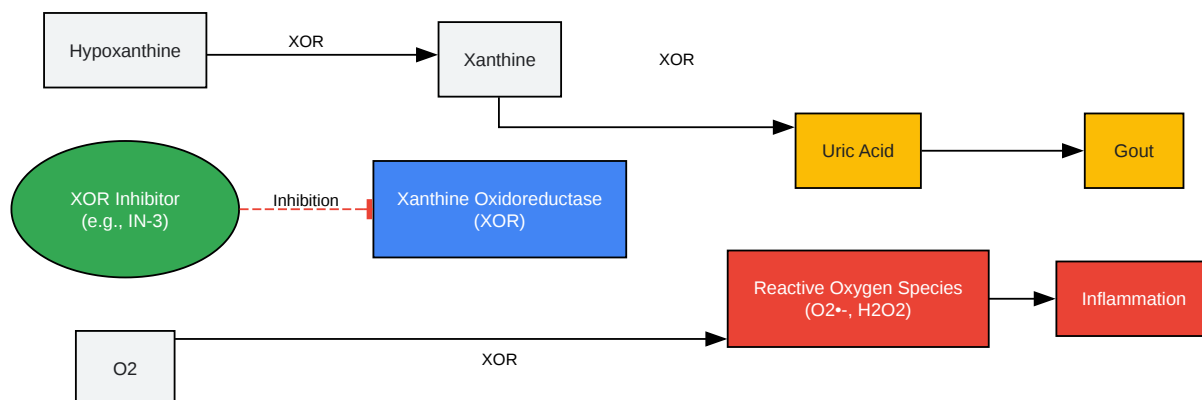 Hypoxanthine
XOR
Xanthine
XOR
Uric Acid
Gout
XOR Inhibitor
(e.g., IN-3)
Inhibition
Xanthine Oxidoreductase
(XOR)
Reactive Oxygen Species
(O2•-, H2O2)
Inflammation
O2
XOR